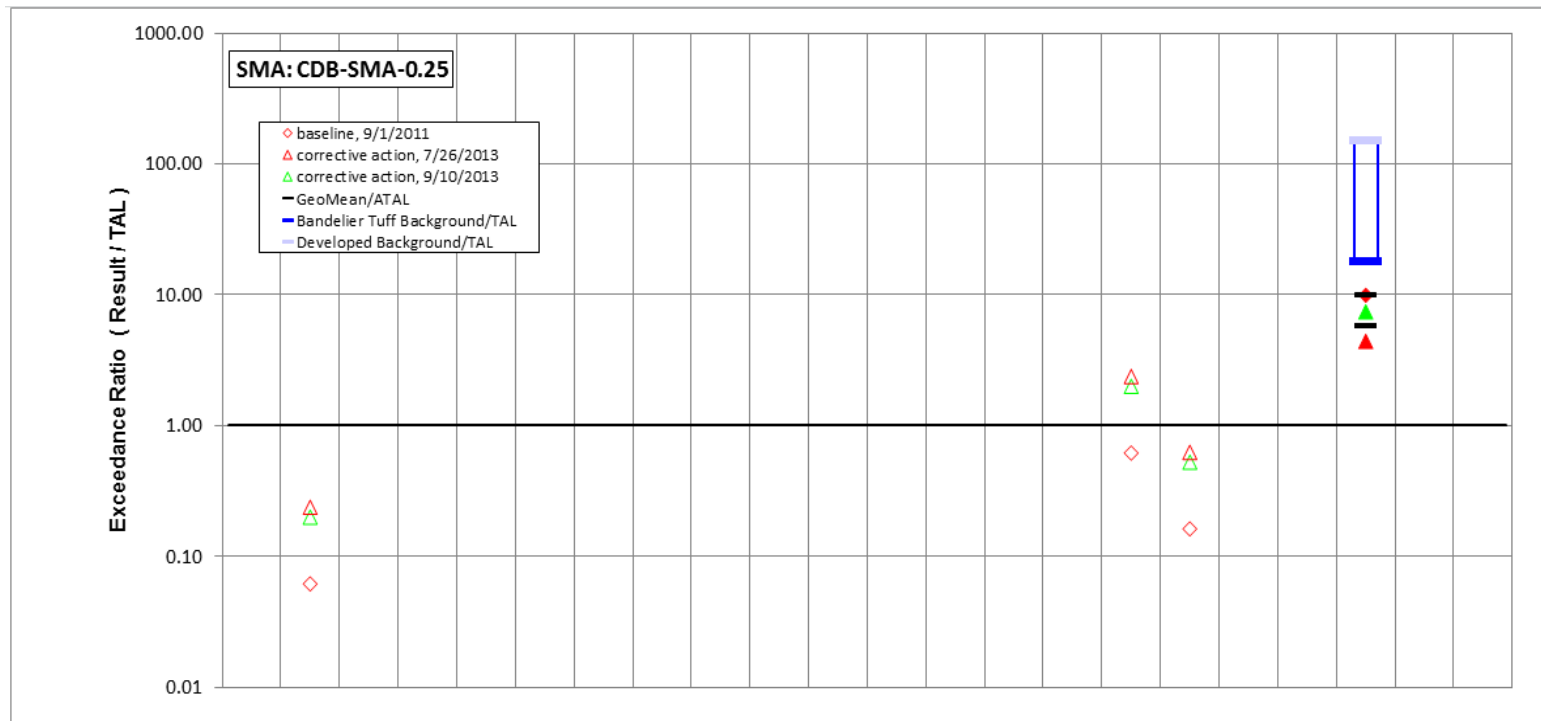 1000.00
SMA: CDB-SMA-0.25
baseline, 9/1/2011
corrective action, 7/26/2013
corrective action, 9/10/2013
GeoMean/ATAL
Bandelier Tuff Background/TAL
Developed Background/TAL
100.00
10.00
1.00
0.10
0.01
Exceedance Ratio ( Result / TAL )